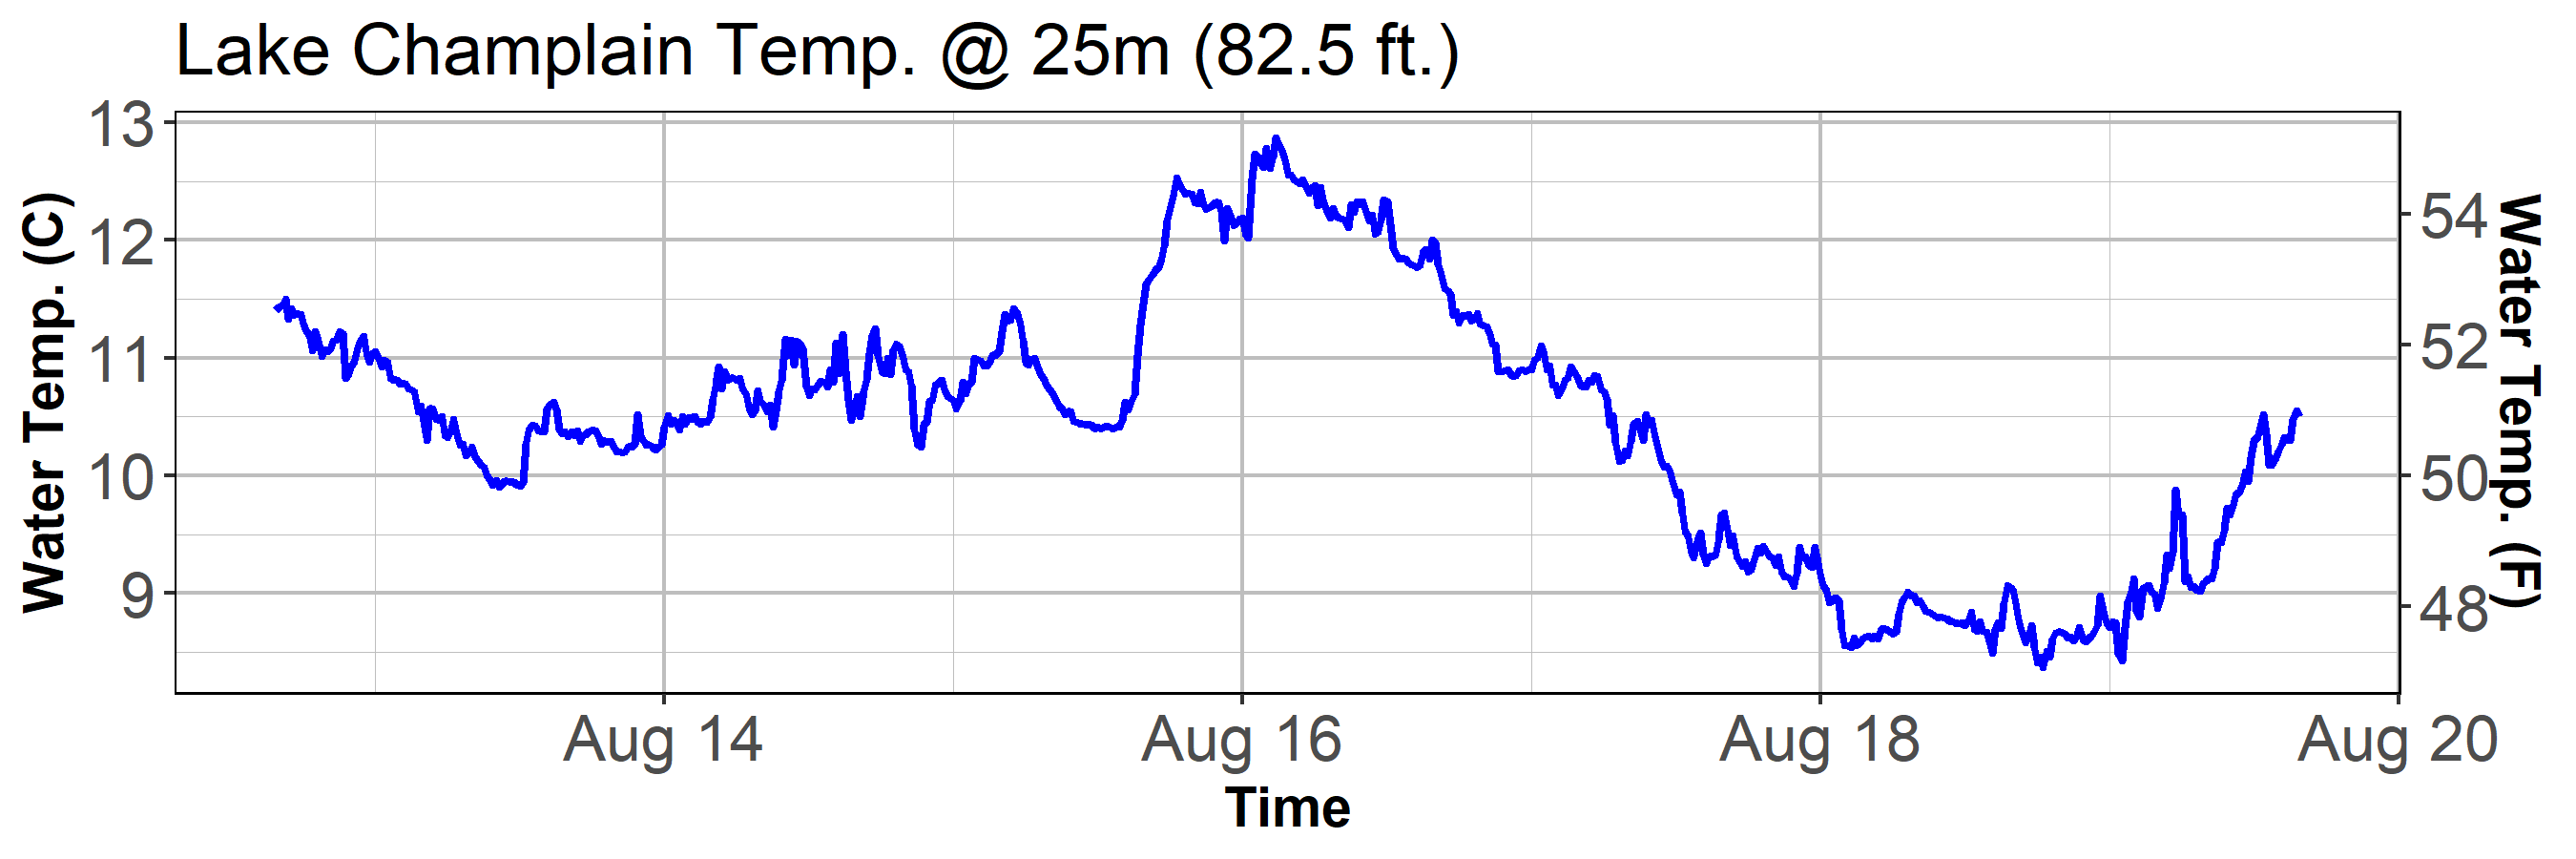 Lake Champlain Temp. @ 25m (82.5 ft.)
Water Temp. (C)
13
12
11
10
9
54
52
50
48
Water Temp. (F)
Aug 14 Aug 16 Aug 18 Aug 20
Time